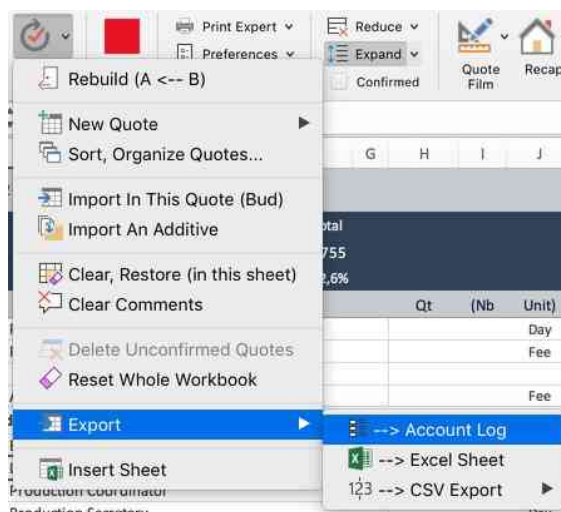 Print Expert
Reduce
Preferences
Expand
Confirmed
Quote
Film
Recap
Rebuild (A <-- B)
New Quote
Sort, Organize Quotes...
Import In This Quote (Bud)
Import An Additive
Clear, Restore (in this sheet)
Clear Comments
Delete Unconfirmed Quotes
Reset Whole Workbook
Export
Insert Sheet
--> Account Log
--> Excel Sheet
123 --> CSV Export
G H I J
755
2,6%
Qt (Nb Unit)
Day
Fee
Fee
Production Coordinator